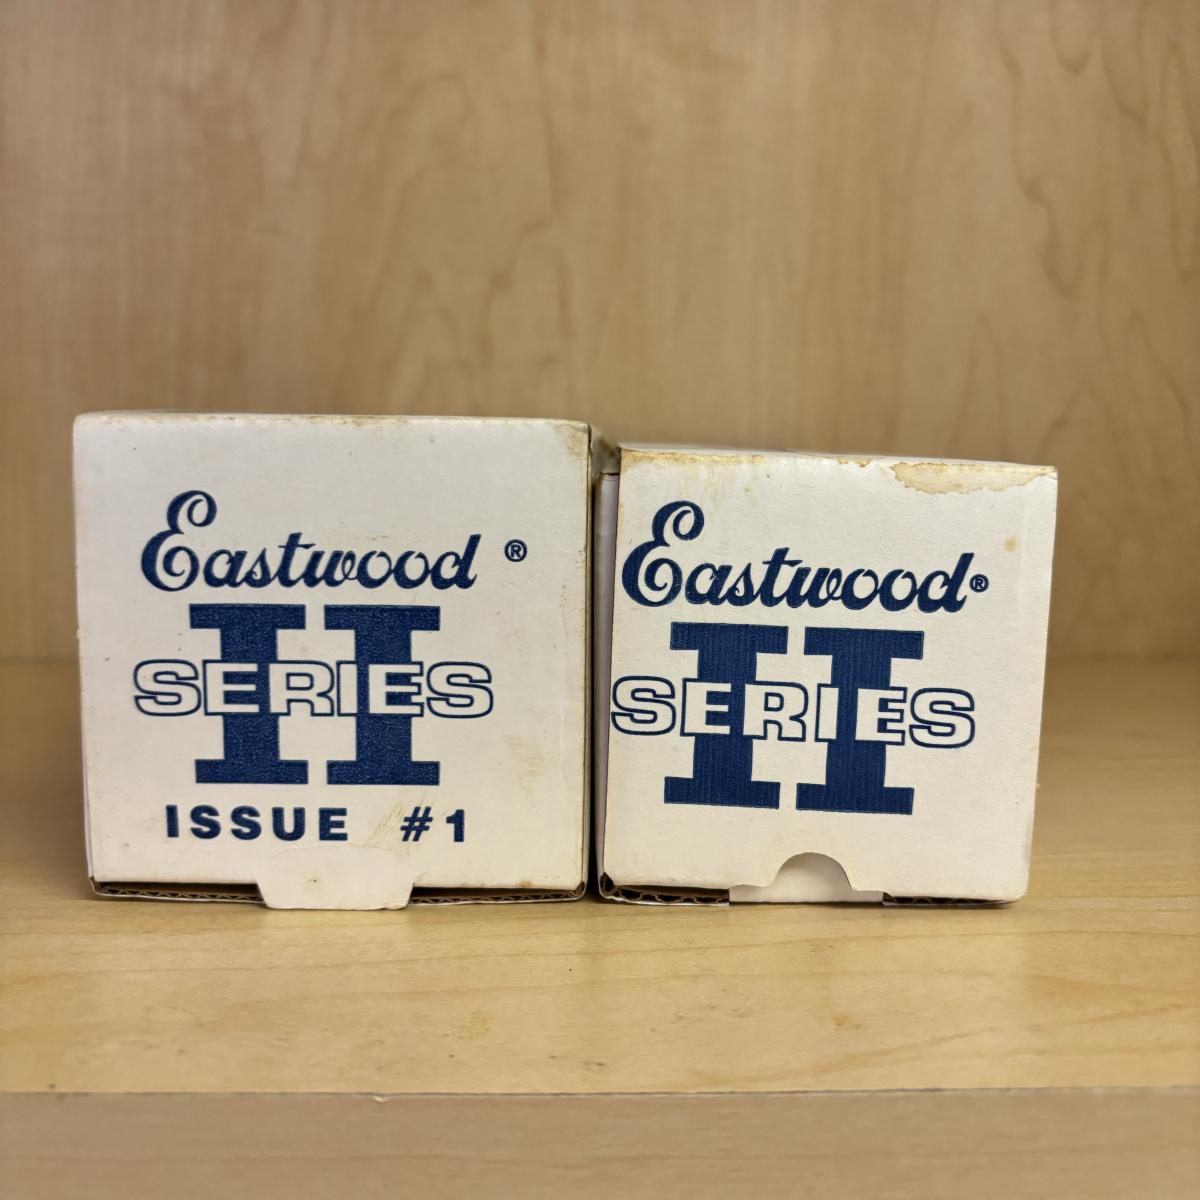 Eastwood ®
II
SERIES
ISSUE #1
Eastwood®
II
SERIES